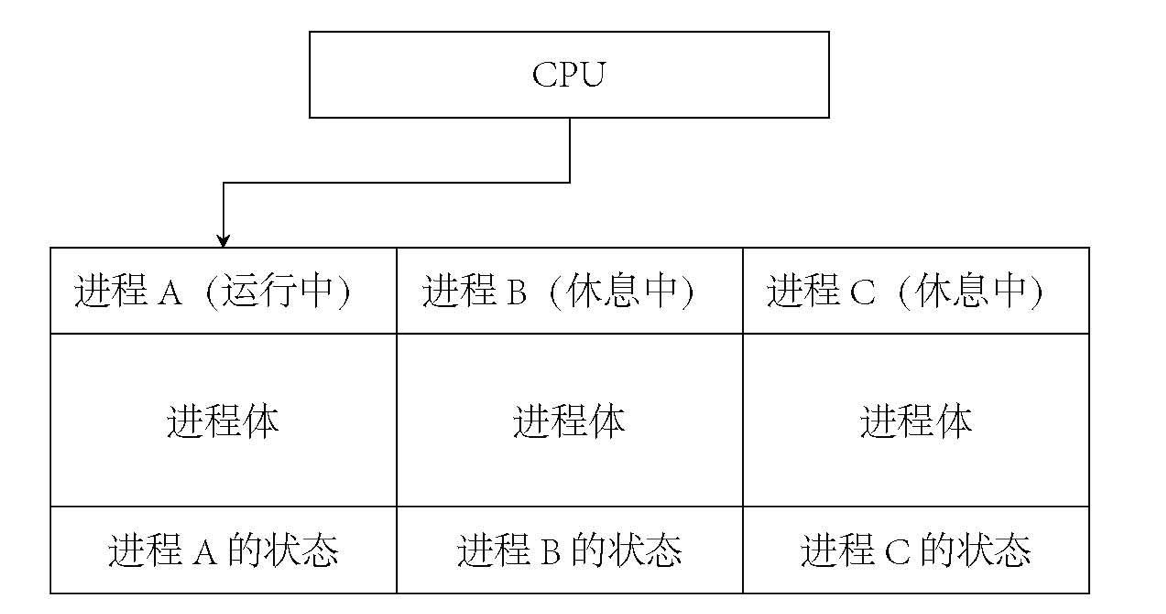 CPU
进程 A（运行中） 进程 B（休息中） 进程 C（休息中）
进程体 进程体 进程体
进程 A 的状态 进程 B 的状态 进程 C 的状态